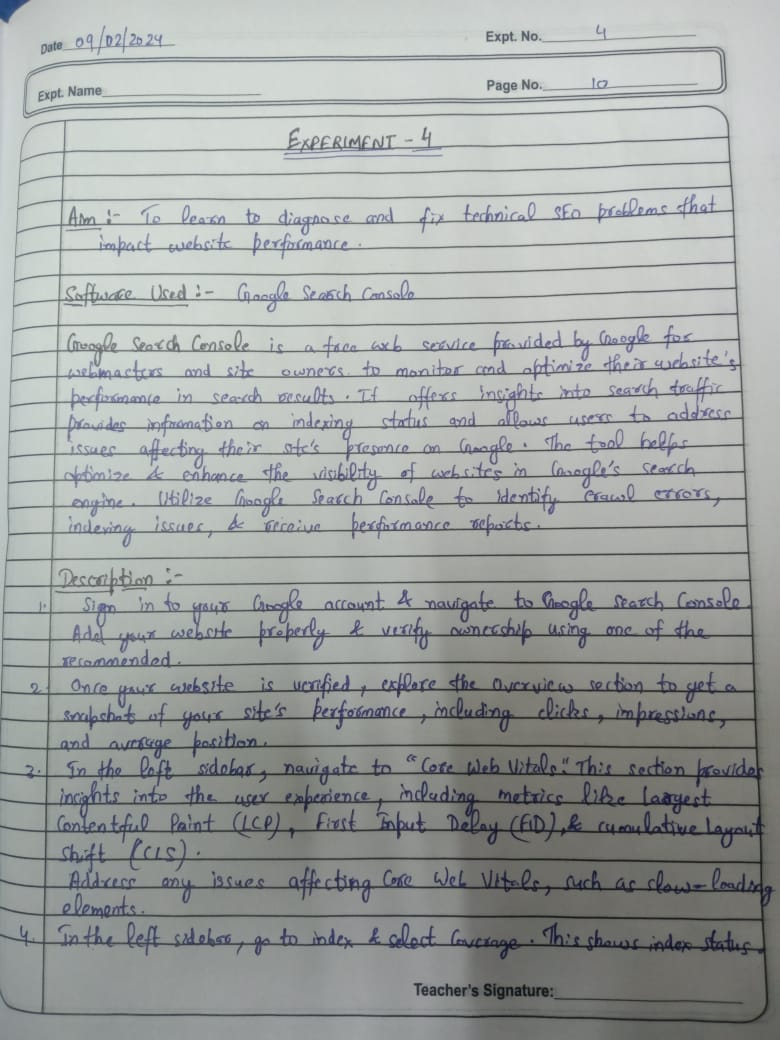 Date 09/02/2024
Expt. No. 4
Expt. Name
Page No. 10
EXPERIMENT - 4
Aim :- To learn to diagnose and fix technical SEO problems that
impact website performance.
Software Used :- Google Search Console
Google Search Console is a free web service provided by Google for
webmasters and site owners to monitor and optimize their website's
performance in search results. It offers insights into search traffic
provides information on indexing status and allows users to address
issues affecting their site's presence on Google. The tool helps
optimize & enhance the visibility of websites in Google's search
engine. Utilize Google Search Console to identify crawl errors,
indexing issues, & receive performance reports.
Description :-
1. Sign in to your Google account & navigate to Google Search Console.
Add your website properly & verify ownership using one of the
recommended.
2. Once your website is verified, explore the overview section to get a
snapshot of your site's performance, including clicks, impressions,
and average position.
3. In the left sidebar, navigate to "Core Web Vitals." This section provides
insights into the user experience, including metrics like Largest
Contentful Paint (LCP), First Input Delay (FID), & cumulative Layout
Shift (CLS).
Address any issues affecting Core Web Vitals, such as slow-loading
elements.
4. In the left sidebar, go to index & select Coverage. This shows index status.
Teacher's Signature: